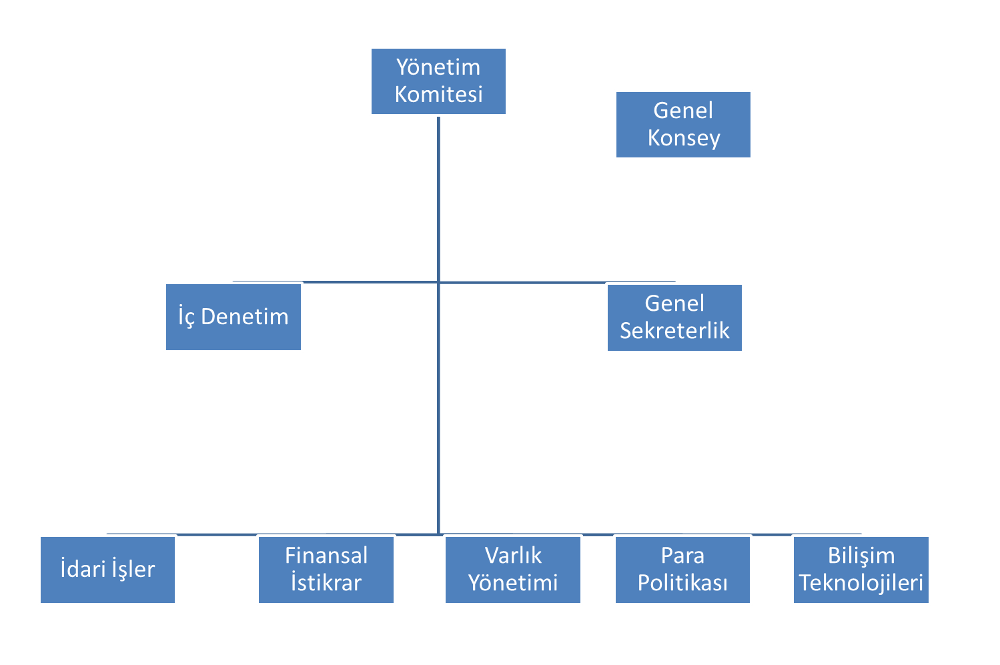 Yönetim
Komitesi
Genel
Konsey
İç Denetim
Genel
Sekreterlik
İdari İşler
Finansal
İstikrar
Varlık
Yönetimi
Para
Politikası
Bilişim
Teknolojileri